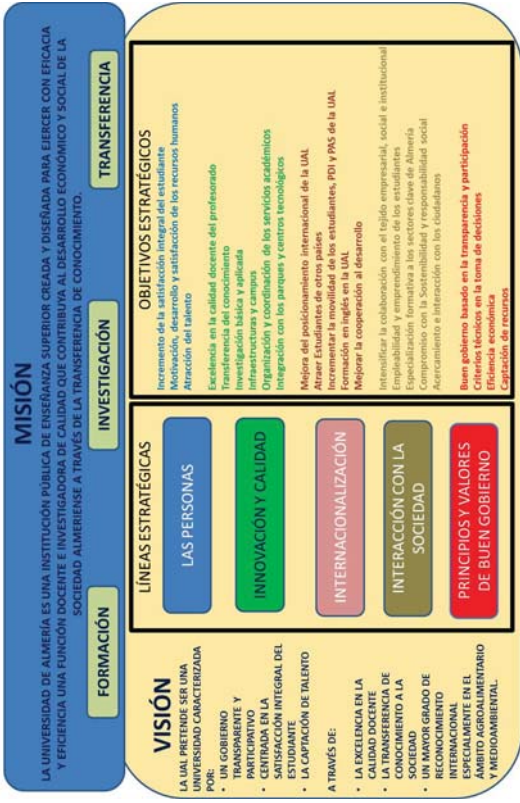 MISIÓN
LA UNIVERSIDAD DE ALMERÍA ES UNA INSTITUCIÓN PÚBLICA DE ENSEÑANZA SUPERIOR CREADA Y DISEÑADA PARA EJERCER CON EFICACIA
Y EFICIENCIA UNA FUNCIÓN DOCENTE E INVESTIGADORA DE CALIDAD QUE CONTRIBUYA AL DESARROLLO ECONÓMICO Y SOCIAL DE LA
SOCIEDAD ALMERIENSE A TRAVÉS DE LA TRANSFERENCIA DE CONOCIMIENTO.
FORMACIÓN
INVESTIGACIÓN
TRANSFERENCIA
VISIÓN
LA UAL PRETENDE SER UNA
UNIVERSIDAD CARACTERIZADA
POR:
• UN GOBIERNO
TRANSPARENTE Y
PARTICIPATIVO
• CENTRADA EN LA
SATISFACCIÓN INTEGRAL DEL
ESTUDIANTE
• LA CAPTACIÓN DE TALENTO
A TRAVÉS DE:
• LA EXCELENCIA EN LA
CALIDAD DOCENTE
• LA TRANSFERENCIA DE
CONOCIMIENTO A LA
SOCIEDAD
• UN MAYOR GRADO DE
RECONOCIMIENTO
INTERNACIONAL
ESPECIALMENTE EN EL
ÁMBITO AGROALIMENTARIO
Y MEDIOAMBIENTAL.
LÍNEAS ESTRATÉGICAS
LAS PERSONAS
INNOVACIÓN Y CALIDAD
INTERNACIONALIZACIÓN
INTERACCIÓN CON LA
SOCIEDAD
PRINCIPIOS Y VALORES
DE BUEN GOBIERNO
OBJETIVOS ESTRATÉGICOS
Incremento de la satisfacción integral del estudiante
Motivación, desarrollo y satisfacción de los recursos humanos
Atracción del talento
Excelencia en la calidad docente del profesorado
Transferencia del conocimiento
Investigación básica y aplicada
Infraestructuras y campus
Organización y coordinación de los servicios académicos
Integración con los parques y centros tecnológicos
Mejora del posicionamiento internacional de la UAL
Atraer Estudiantes de otros países
Incrementar la movilidad de los estudiantes, PDI y PAS de la UAL
Formación en inglés en la UAL
Mejorar la cooperación al desarrollo
Intensificar la colaboración con el tejido empresarial, social e institucional
Empleabilidad y emprendimiento de los estudiantes
Especialización formativa a los sectores clave de Almería
Compromiso con la Sostenibilidad y responsabilidad social
Acercamiento e interacción con los ciudadanos
Buen gobierno basado en la transparencia y participación
Criterios técnicos en la toma de decisiones
Eficiencia económica
Captación de recursos